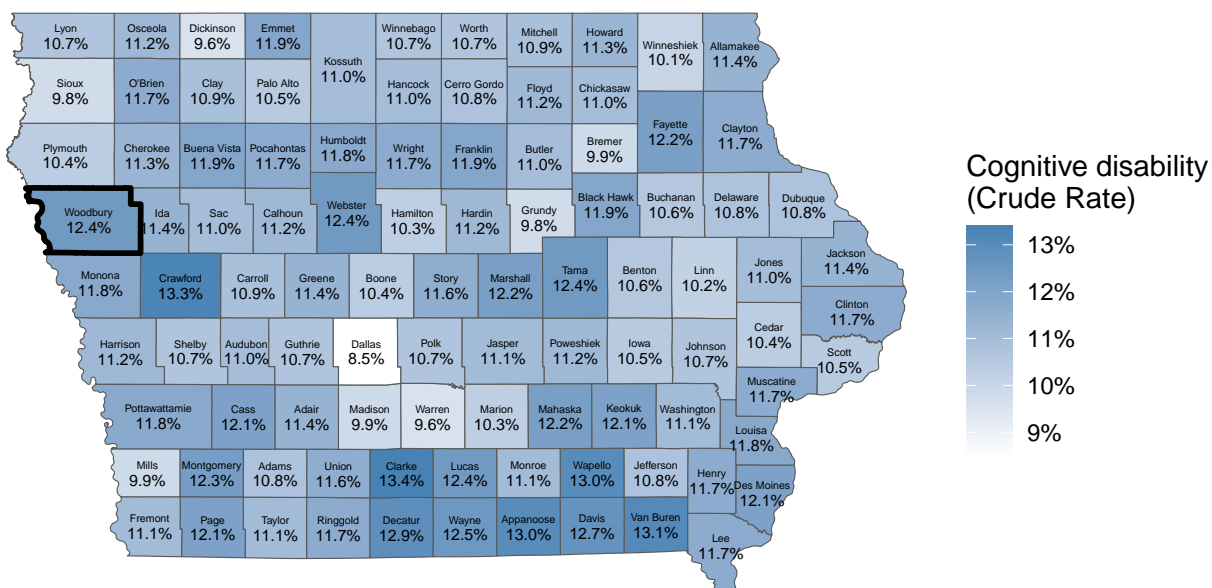 Lyon
10.7%
Osceola
11.2%
Dickinson
9.6%
Emmet
11.9%
Kossuth
11.0%
Winnebago
10.7%
Worth
10.7%
Mitchell
10.9%
Howard
11.3%
Winneshiek
10.1%
Allamakee
11.4%
Sioux
9.8%
O'Brien
11.7%
Clay
10.9%
Palo Alto
10.5%
Hancock
11.0%
Cerro Gordo
10.8%
Floyd
11.2%
Chickasaw
11.0%
Fayette
12.2%
Clayton
11.7%
Plymouth
10.4%
Cherokee
11.3%
Buena Vista
11.9%
Pocahontas
11.7%
Humboldt
11.8%
Wright
11.7%
Franklin
11.9%
Butler
11.0%
Bremer
9.9%
Woodbury
12.4%
Ida
11.4%
Sac
11.0%
Calhoun
11.2%
Webster
12.4%
Hamilton
10.3%
Hardin
11.2%
Grundy
9.8%
Black Hawk
11.9%
Buchanan
10.6%
Delaware
10.8%
Dubuque
10.8%
Monona
11.8%
Crawford
13.3%
Carroll
10.9%
Greene
11.4%
Boone
10.4%
Story
11.6%
Marshall
12.2%
Tama
12.4%
Benton
10.6%
Linn
10.2%
Jones
11.0%
Jackson
11.4%
Clinton
11.7%
Harrison
11.2%
Shelby
10.7%
Audubon
11.0%
Guthrie
10.7%
Dallas
8.5%
Polk
10.7%
Jasper
11.1%
Poweshiek
11.2%
Iowa
10.5%
Johnson
10.7%
Cedar
10.4%
Scott
10.5%
Muscatine
11.7%
Pottawattamie
11.8%
Cass
12.1%
Adair
11.4%
Madison
9.9%
Warren
9.6%
Marion
10.3%
Mahaska
12.2%
Keokuk
12.1%
Washington
11.1%
Louisa
11.8%
Mills
9.9%
Montgomery
12.3%
Adams
10.8%
Union
11.6%
Clarke
13.4%
Lucas
12.4%
Monroe
11.1%
Wapello
13.0%
Jefferson
10.8%
Henry
11.7%
Des Moines
12.1%
Fremont
11.1%
Page
12.1%
Taylor
11.1%
Ringgold
11.7%
Decatur
12.9%
Wayne
12.5%
Appanoose
13.0%
Davis
12.7%
Van Buren
13.1%
Lee
11.7%
Cognitive disability
(Crude Rate)
13%
12%
11%
10%
9%